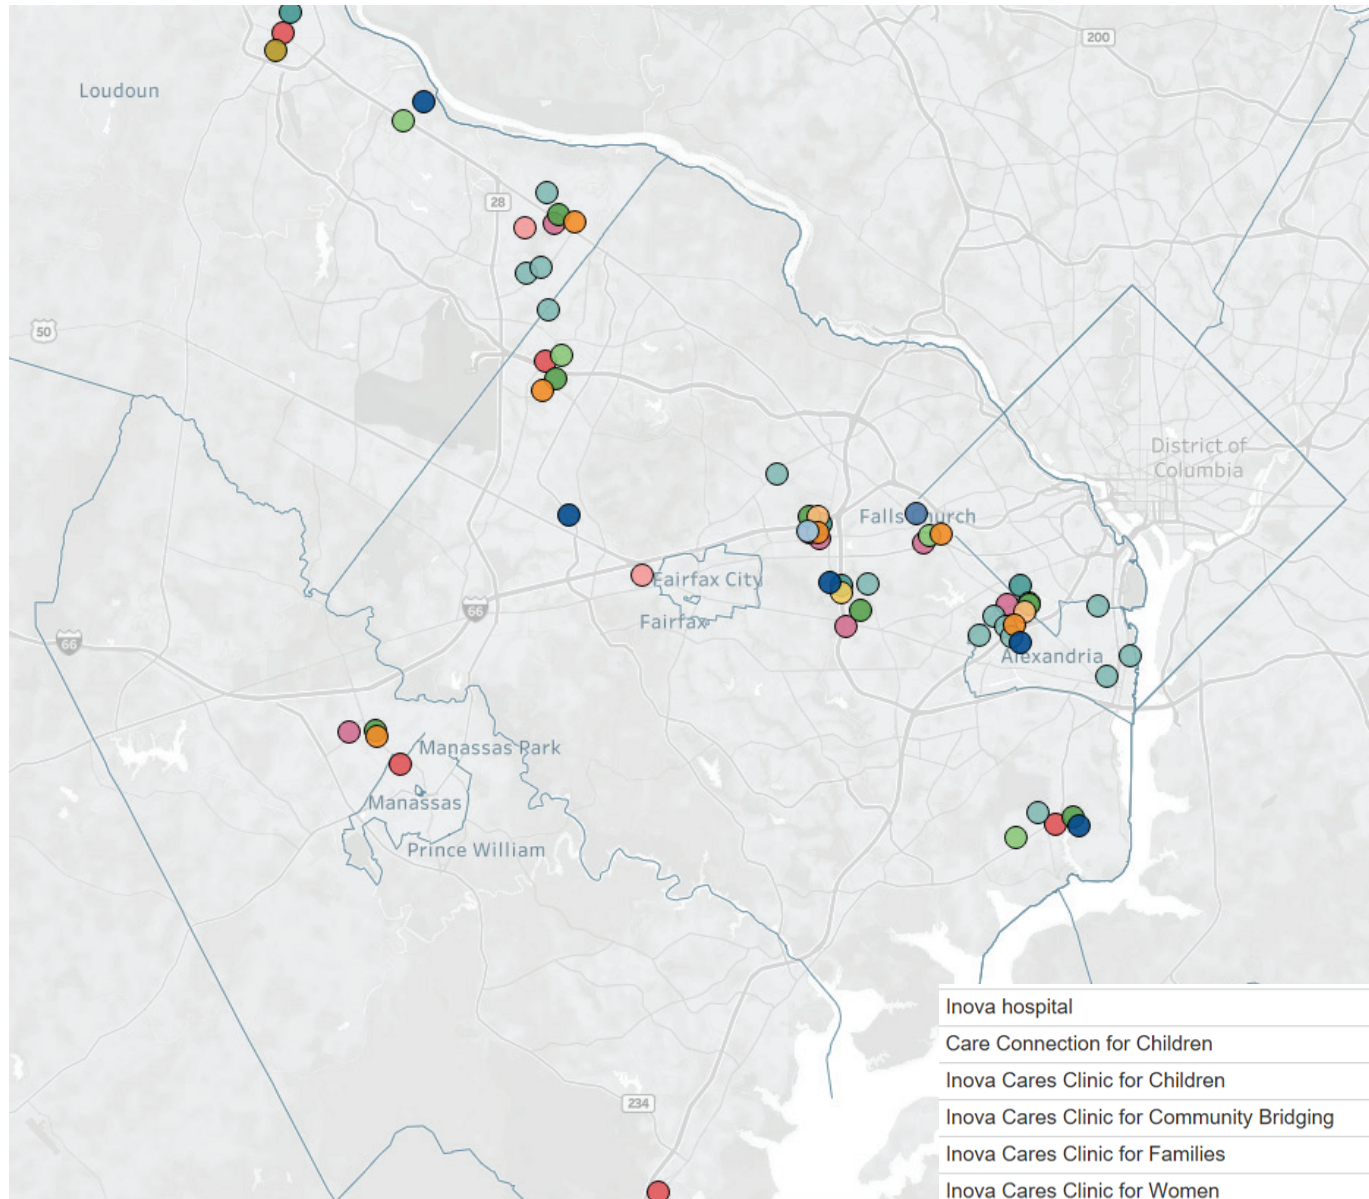 200
Loudoun
28
50
District of
Columbia
Falls Church
Fairfax City
66
Fairfax
66
Alexandria
Manassas Park
Manassas
Prince William
234
Inova hospital
Care Connection for Children
Inova Cares Clinic for Children
Inova Cares Clinic for Community Bridging
Inova Cares Clinic for Families
Inova Cares Clinic for Women